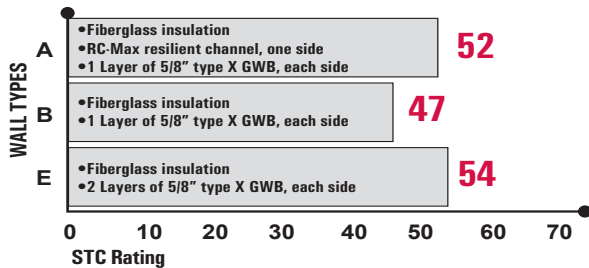 WALL TYPES
A
•Fiberglass insulation
•RC-Max resilient channel, one side
•1 Layer of 5/8” type X GWB, each side
52
B
•Fiberglass insulation
•1 Layer of 5/8” type X GWB, each side
47
E
•Fiberglass insulation
•2 Layers of 5/8” type X GWB, each side
54
0 10 20 30 40 50 60 70
STC Rating